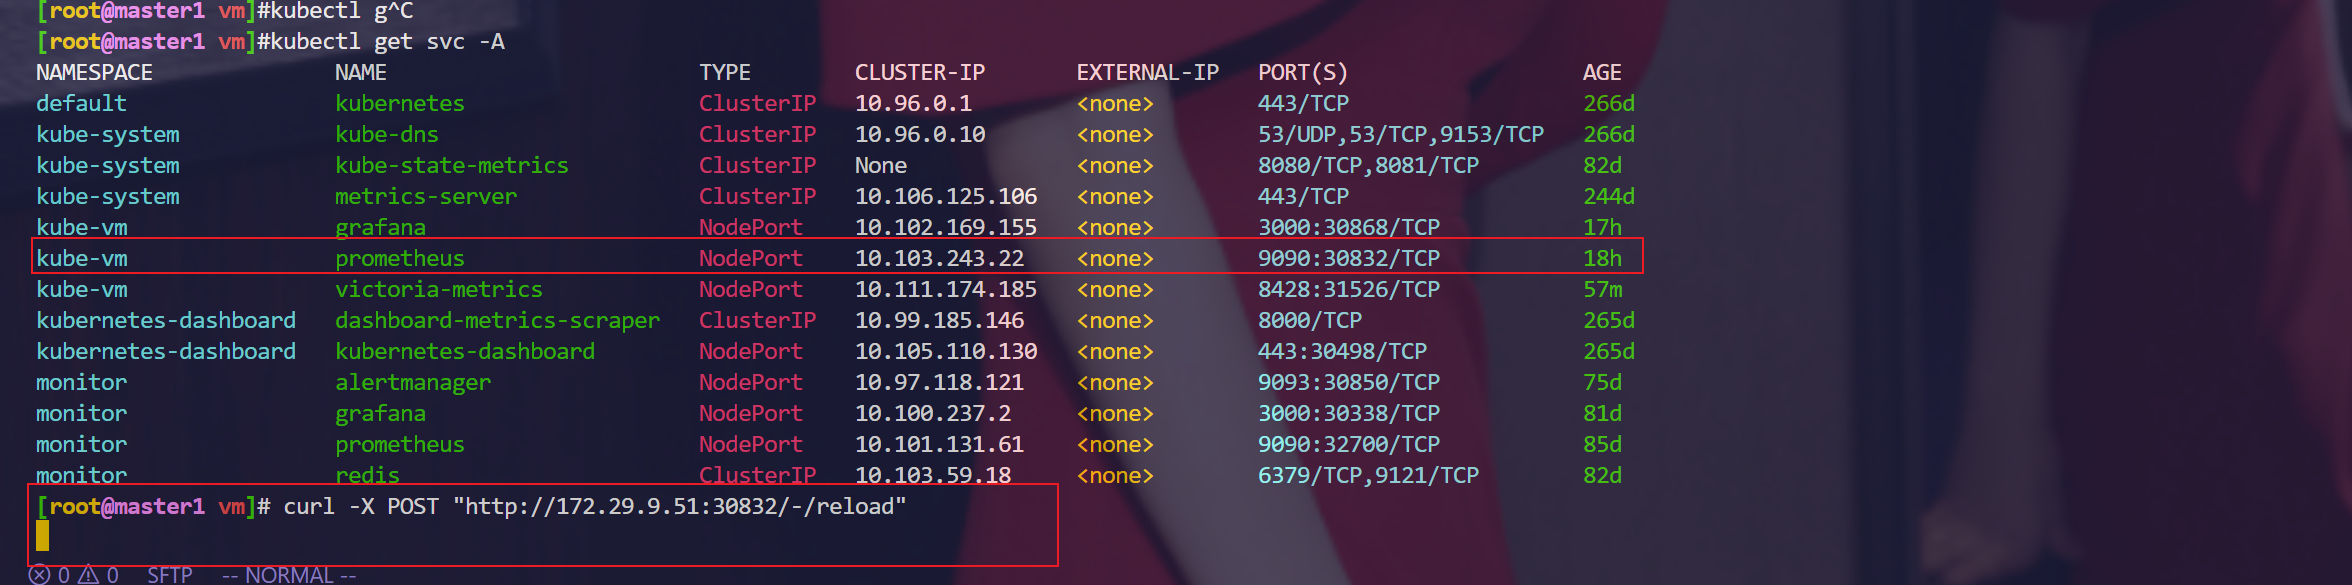 [root@master1 vm]#kubectl g^C
[root@master1 vm]#kubectl get svc -A
NAMESPACE NAME TYPE CLUSTER-IP EXTERNAL-IP PORT(S) AGE
default kubernetes ClusterIP 10.96.0.1 <none> 443/TCP 266d
kube-system kube-dns ClusterIP 10.96.0.10 <none> 53/UDP,53/TCP,9153/TCP 266d
kube-system kube-state-metrics ClusterIP None <none> 8080/TCP,8081/TCP 82d
kube-system metrics-server ClusterIP 10.106.125.106 <none> 443/TCP 244d
kube-vm grafana NodePort 10.102.169.155 <none> 3000:30868/TCP 17h
kube-vm prometheus NodePort 10.103.243.22 <none> 9090:30832/TCP 18h
kube-vm victoria-metrics NodePort 10.111.174.185 <none> 8428:31526/TCP 57m
kubernetes-dashboard dashboard-metrics-scraper ClusterIP 10.99.185.146 <none> 8000/TCP 265d
kubernetes-dashboard kubernetes-dashboard NodePort 10.105.110.130 <none> 443:30498/TCP 265d
monitor alertmanager NodePort 10.97.118.121 <none> 9093:30850/TCP 75d
monitor grafana NodePort 10.100.237.2 <none> 3000:30338/TCP 81d
monitor prometheus NodePort 10.101.131.61 <none> 9090:32700/TCP 85d
monitor redis ClusterIP 10.103.59.18 <none> 6379/TCP,9121/TCP 82d
[root@master1 vm]# curl -X POST "http://172.29.9.51:30832/-/reload"
0 0 SFTP -- NORMAL --